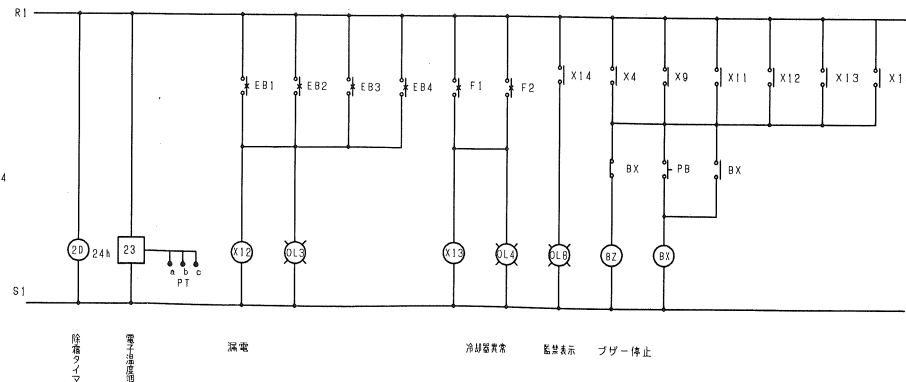 R1
EB1 EB2 EB3 EB4 F1 F2 X14 X4 X9 X11 X12 X13 X1
4
BX PB BX
2D 24h 23 X12 OL3 X13 OL4 OL8 BZ BX
a b c
PT
S1
漏電 冷却器異常 監禁表示 ブザー停止
除霜タイマ
電子温度調